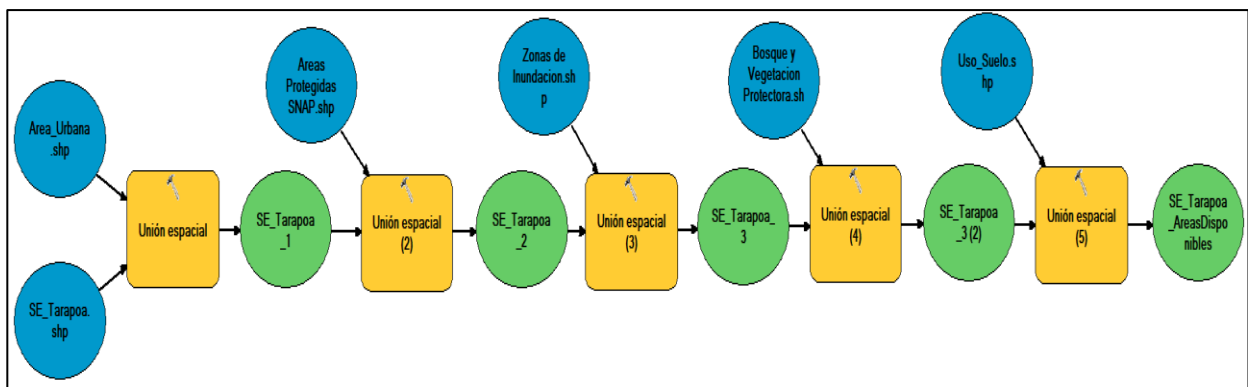 Area_Urbana
.shp
SE_Tarapoa.
shp
Unión espacial
SE_Tarapoa
_1
Areas
Protegidas
SNAP.shp
Unión espacial
(2)
SE_Tarapoa
_2
Zonas de
Inundacion.sh
p
Unión espacial
(3)
SE_Tarapoa_
3
Bosque y
Vegetacion
Protectora.sh
Unión espacial
(4)
SE_Tarapoa
_3 (2)
Uso_Suelo.s
hp
Unión espacial
(5)
SE_Tarapoa
_AreasDispo
nibles